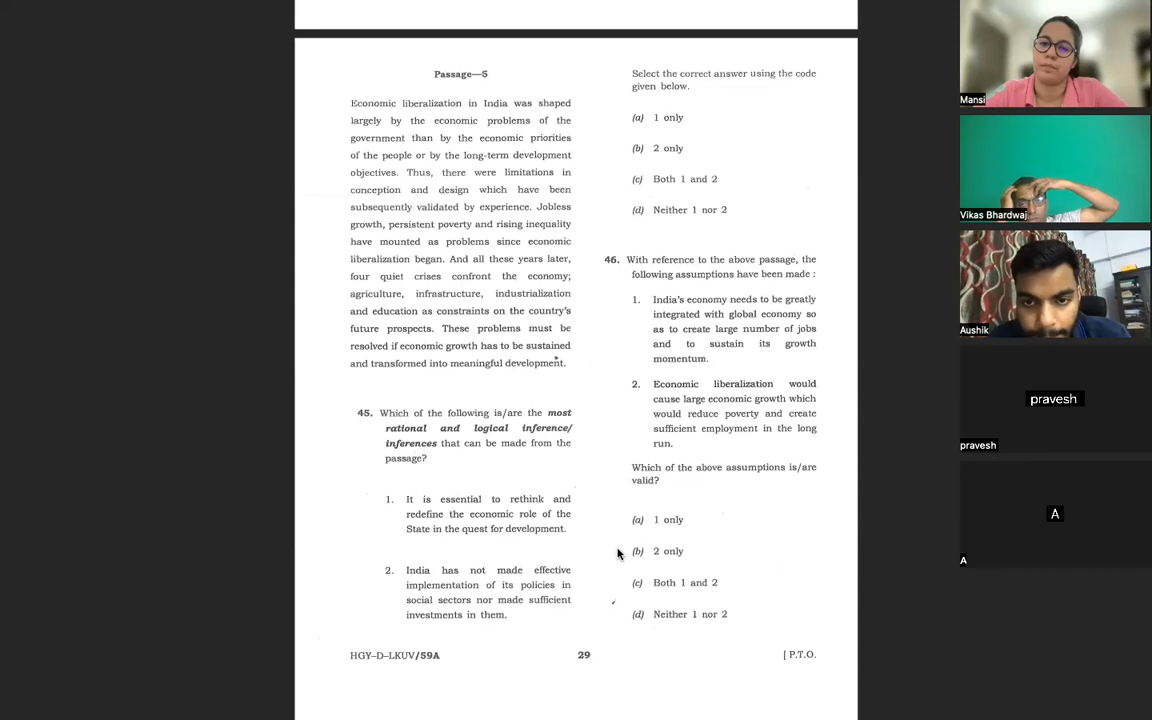 Passage—5
Economic liberalization in India was shaped
largely by the economic problems of the
government than by the economic priorities
of the people or by the long-term development
objectives. Thus, there were limitations in
conception and design which have been
subsequently validated by experience. Jobless
growth, persistent poverty and rising inequality
have mounted as problems since economic
liberalization began. And all these years later,
four quiet crises confront the economy;
agriculture, infrastructure, industrialization
and education as constraints on the country's
future prospects. These problems must be
resolved if economic growth has to be sustained
and transformed into meaningful development.
45. Which of the following is/are the most
rational and logical inference/
inferences that can be made from the
passage?
1. It is essential to rethink and
redefine the economic role of the
State in the quest for development.
2. India has not made effective
implementation of its policies in
social sectors nor made sufficient
investments in them.
HGY–D–LKUV/59A
29
Select the correct answer using the code
given below.
(a) 1 only
(b) 2 only
(c) Both 1 and 2
(d) Neither 1 nor 2
46. With reference to the above passage, the
following assumptions have been made :
1. India's economy needs to be greatly
integrated with global economy so
as to create large number of jobs
and to sustain its growth
momentum.
2. Economic liberalization would
cause large economic growth which
would reduce poverty and create
sufficient employment in the long
run.
Which of the above assumptions is/are
valid?
(a) 1 only
(b) 2 only
(c) Both 1 and 2
(d) Neither 1 nor 2
[ P.T.O.
Mansi
Vikas Bhardwaj
Aushik
pravesh
pravesh
A
A